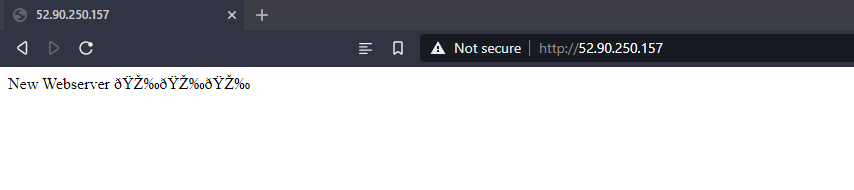 52.90.250.157
Not secure http://52.90.250.157
New Webserver ðŸŽ‰ðŸŽ‰ðŸŽ‰